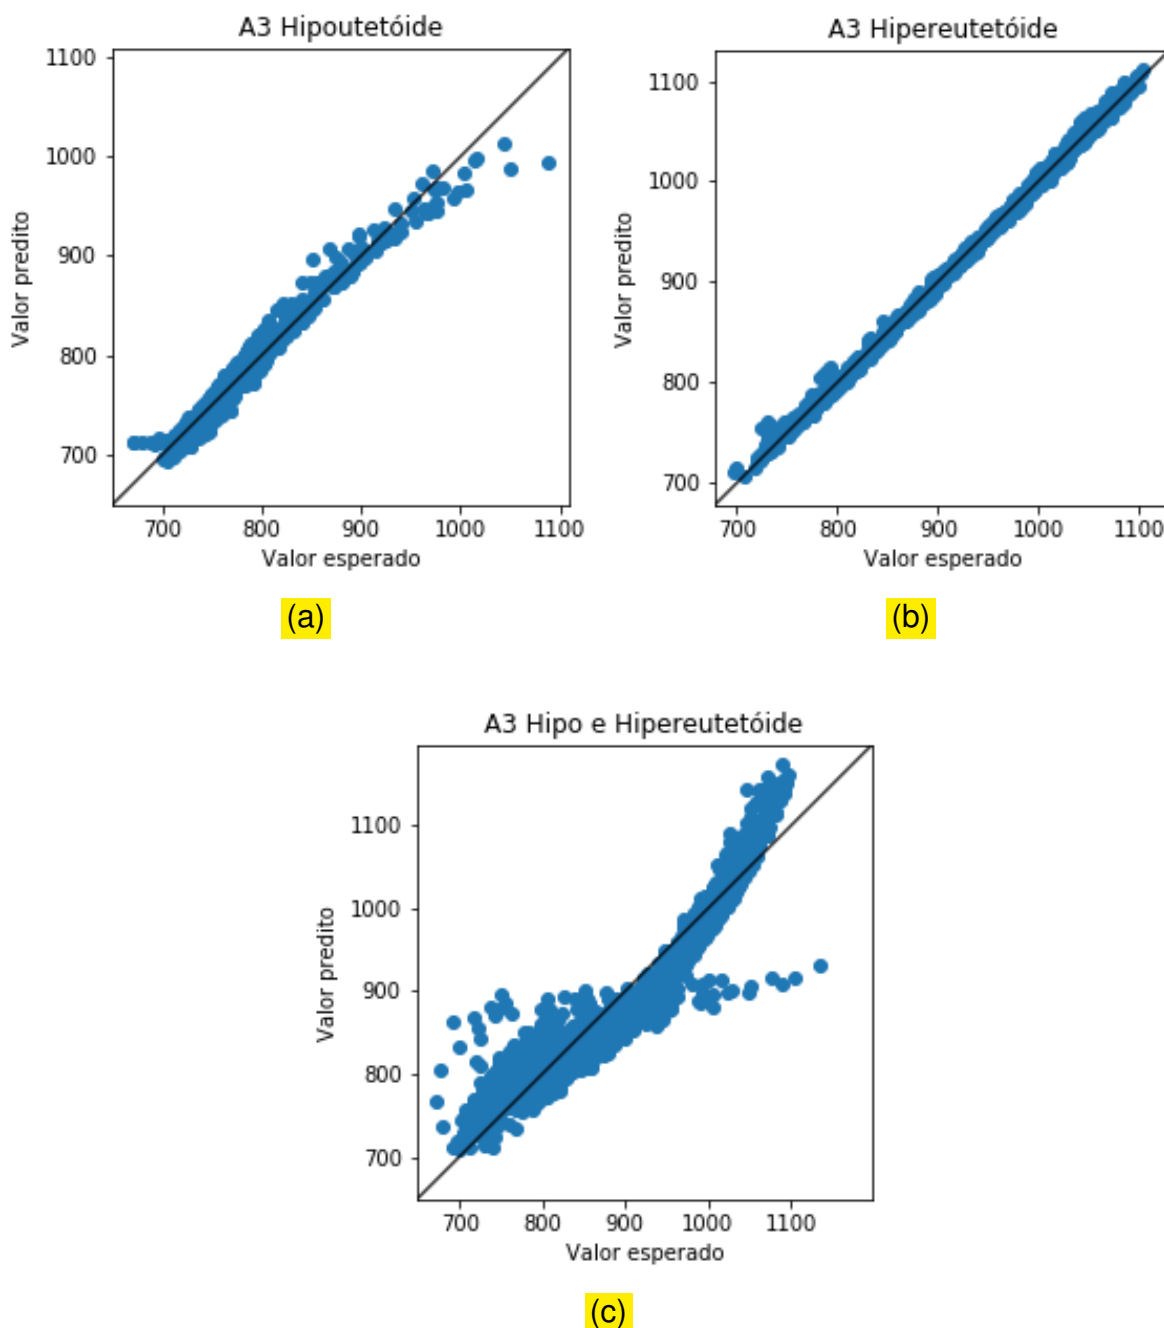 A3 Hipoutetóide
1100
1000
900
800
700
Valor predito
700 800 900 1000 1100
Valor esperado
(a)
A3 Hipereutetóide
1100
1000
900
800
700
Valor predito
700 800 900 1000 1100
Valor esperado
(b)
A3 Hipo e Hipereutetóide
1100
1000
900
800
700
Valor predito
700 800 900 1000 1100
Valor esperado
(c)